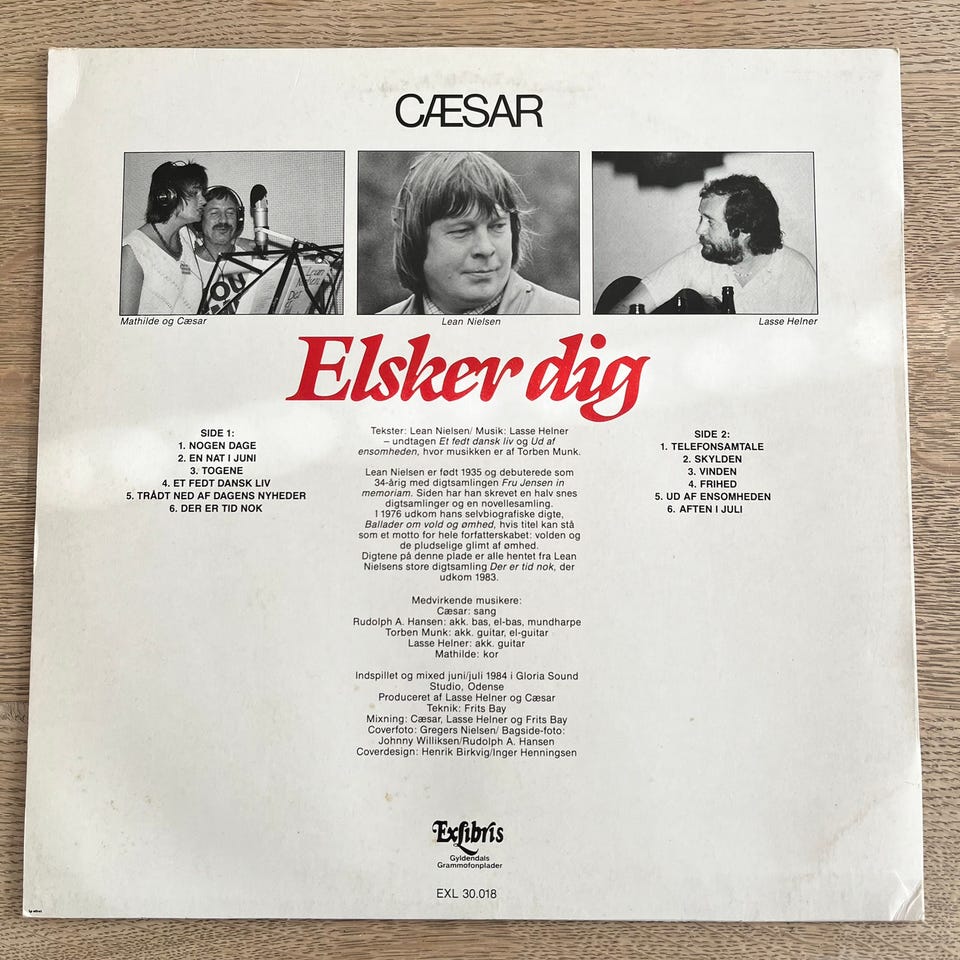 CÆSAR
Mathilde og Cæsar
Lean Nielsen
Lasse Helner
Elsker dig
SIDE 1:
1. NOGEN DAGE
2. EN NAT I JUNI
3. TOGENE
4. ET FEDT DANSK LIV
5. TRÅDT NED AF DAGENS NYHEDER
6. DER ER TID NOK
Tekster: Lean Nielsen/ Musik: Lasse Helner
– undtagen Et fedt dansk liv og Ud af
ensomheden, hvor musikken er af Torben Munk.
Lean Nielsen er født 1935 og debuterede som
34-årig med digtsamlingen Fru Jensen in
memoriam. Siden har han skrevet en halv snes
digtsamlinger og en novellesamling.
I 1976 udkom hans selvbiografiske digte,
Ballader om vold og ømhed, hvis titel kan stå
som et motto for hele forfatterskabet: volden og
de pludselige glimt af ømhed.
Digtene på denne plade er alle hentet fra Lean
Nielsens store digtsamling Der er tid nok, der
udkom 1983.
Medvirkende musikere:
Cæsar: sang
Rudolph A. Hansen: akk. bas, el-bas, mundharpe
Torben Munk: akk. guitar, el-guitar
Lasse Helner: akk. guitar
Mathilde: kor
Indspillet og mixed juni/juli 1984 i Gloria Sound
Studio, Odense
Produceret af Lasse Helner og Cæsar
Teknik: Frits Bay
Mixning: Cæsar, Lasse Helner og Frits Bay
Coverfoto: Gregers Nielsen/ Bagside-foto:
Johnny Williksen/Rudolph A. Hansen
Coverdesign: Henrik Birkvig/Inger Henningsen
SIDE 2:
1. TELEFONSAMTALE
2. SKYLDEN
3. VINDEN
4. FRIHED
5. UD AF ENSOMHEDEN
6. AFTEN I JULI
Exlibris
Gyldendals
Grammofonplader
EXL 30.018